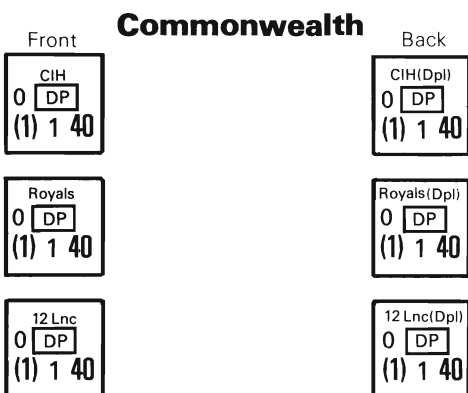 Commonwealth
Front Back
CIH CIH(Dpl)
0 DP 0 DP
(1) 1 40 (1) 1 40
Royals Royals(Dpl)
0 DP 0 DP
(1) 1 40 (1) 1 40
12 Lnc 12 Lnc(Dpl)
0 DP 0 DP
(1) 1 40 (1) 1 40